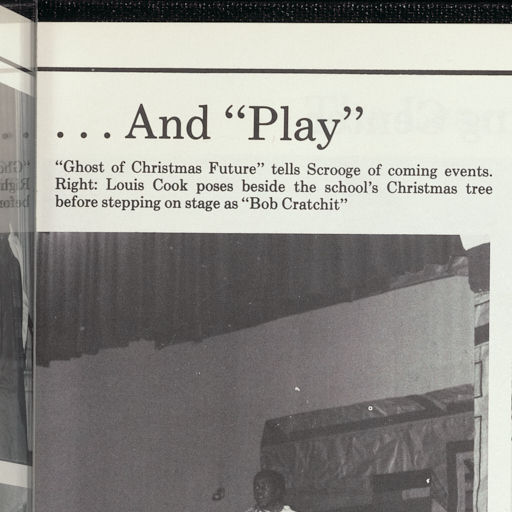 . . . And “Play”
“Ghost of Christmas Future” tells Scrooge of coming events.
Right: Louis Cook poses beside the school’s Christmas tree
before stepping on stage as “Bob Cratchit”